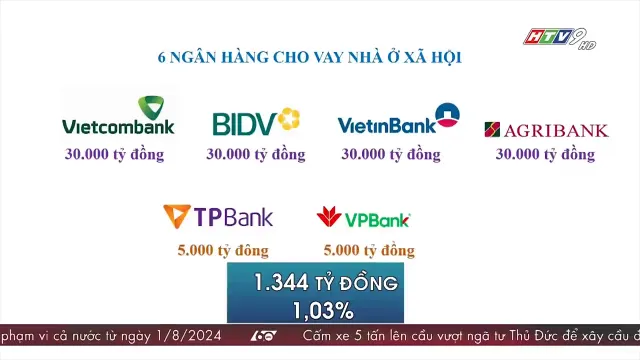 HTV9 HD
6 NGÂN HÀNG CHO VAY NHÀ Ở XÃ HỘI
Vietcombank BIDV VietinBank AGRIBANK
30.000 tỷ đồng 30.000 tỷ đồng 30.000 tỷ đồng 30.000 tỷ đồng
TPBank VPBank
5.000 tỷ đông 5.000 tỷ đồng
1.344 TỶ ĐỒNG
1,03%
phạm vi cả nước từ ngày 1/8/2024 Cấm xe 5 tấn lên cầu vượt ngã tư Thủ Đức để xây cầu